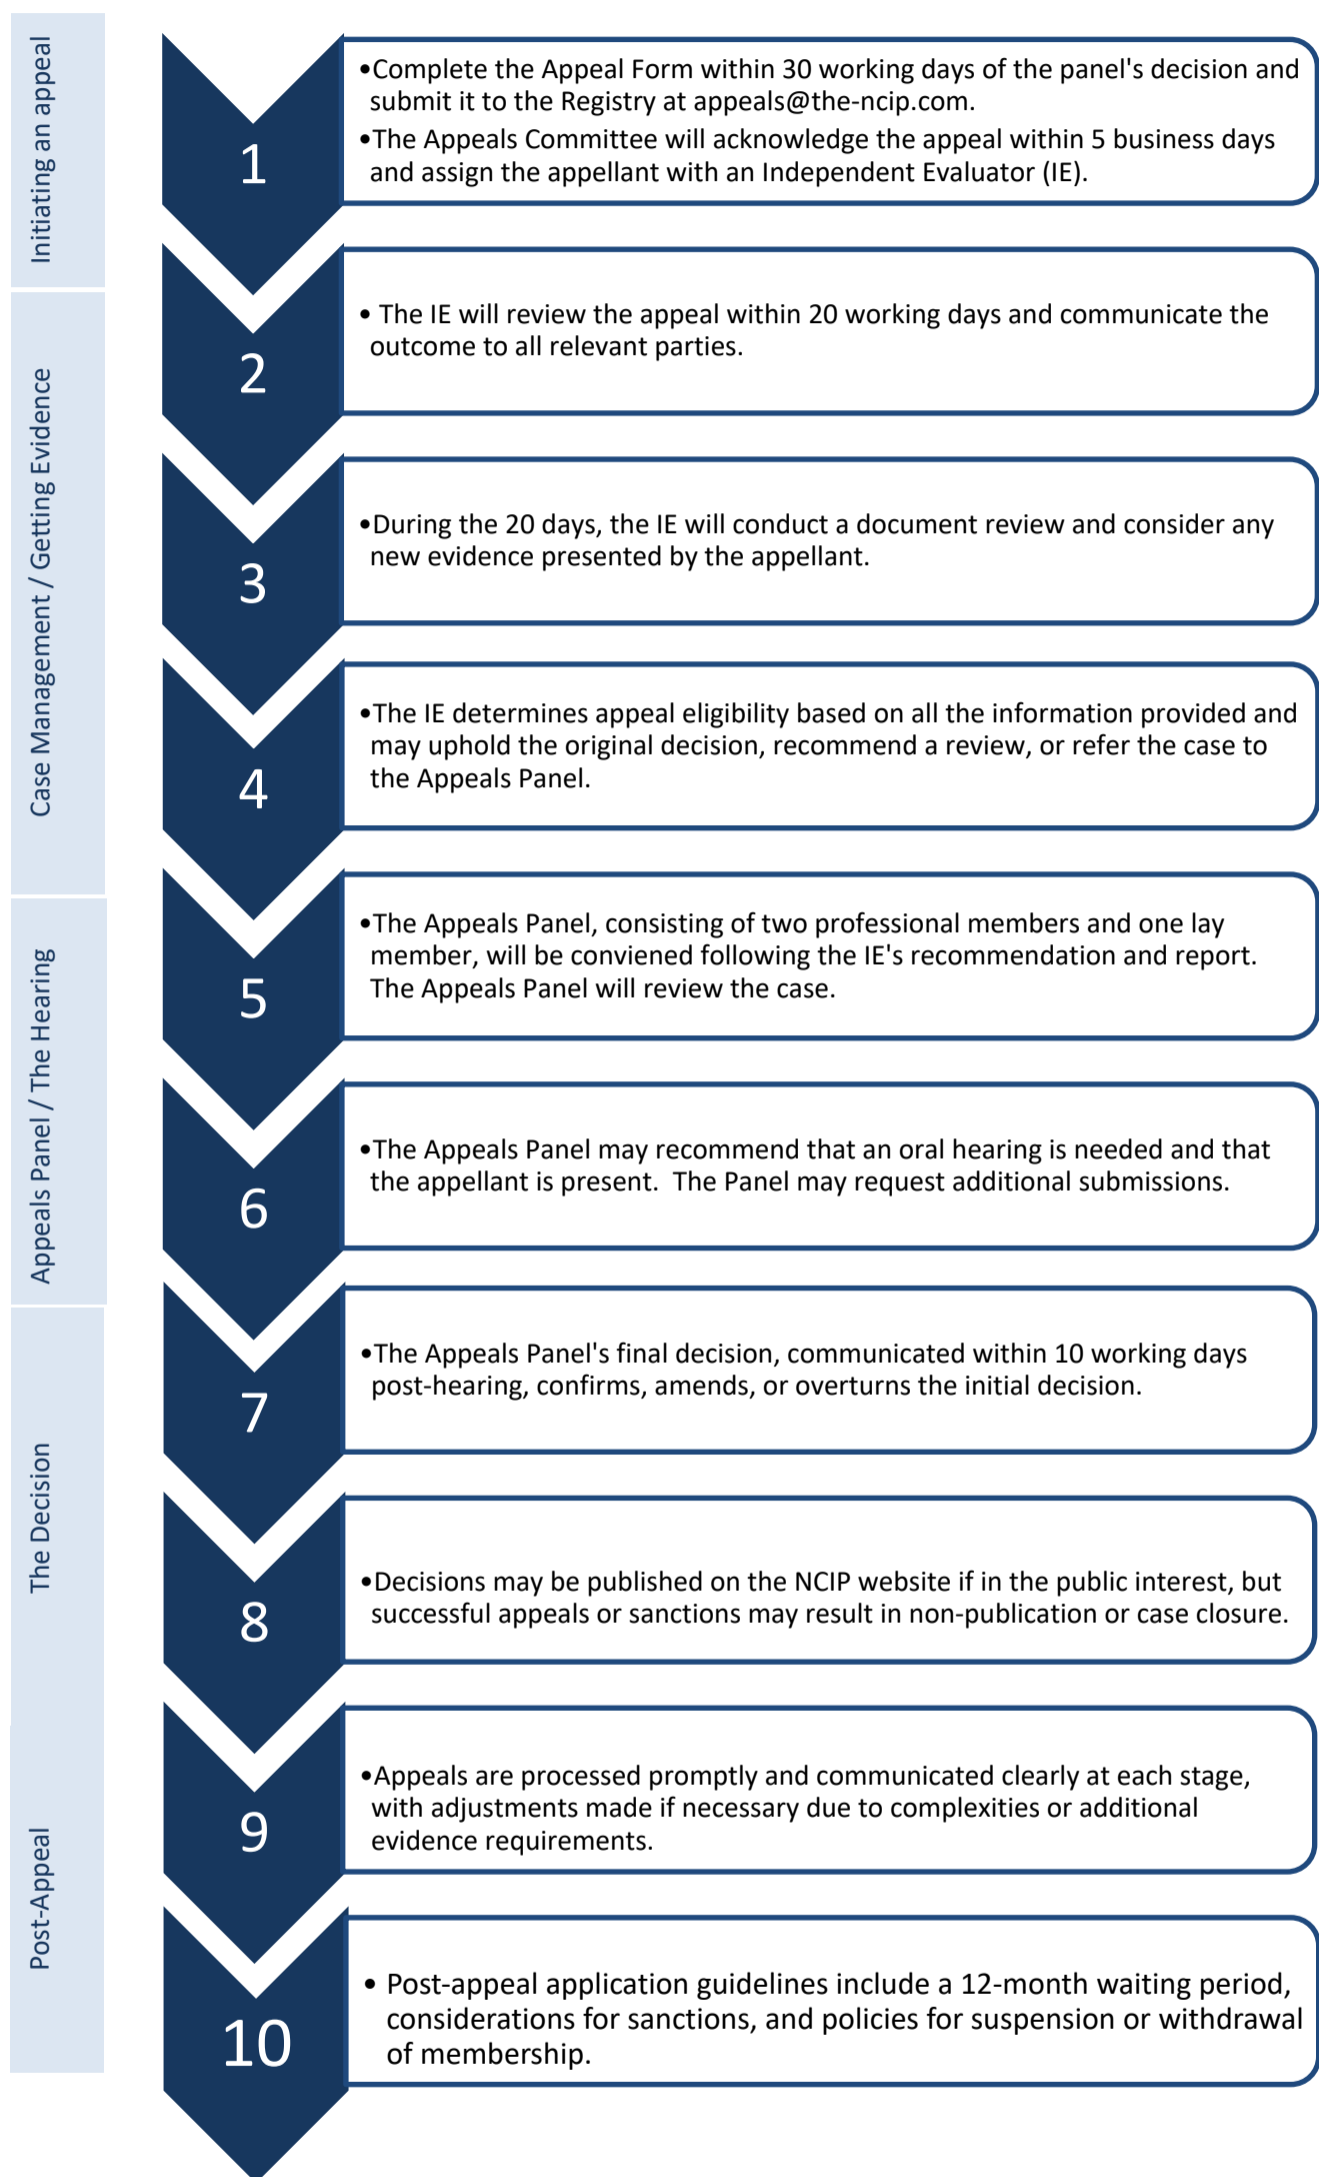 Initiating an appeal
1
•Complete the Appeal Form within 30 working days of the panel's decision and
submit it to the Registry at appeals@the-ncip.com.
•The Appeals Committee will acknowledge the appeal within 5 business days
and assign the appellant with an Independent Evaluator (IE).
Case Management / Getting Evidence
2
• The IE will review the appeal within 20 working days and communicate the
outcome to all relevant parties.
3
•During the 20 days, the IE will conduct a document review and consider any
new evidence presented by the appellant.
4
•The IE determines appeal eligibility based on all the information provided and
may uphold the original decision, recommend a review, or refer the case to
the Appeals Panel.
Appeals Panel / The Hearing
5
•The Appeals Panel, consisting of two professional members and one lay
member, will be conviened following the IE's recommendation and report.
The Appeals Panel will review the case.
6
•The Appeals Panel may recommend that an oral hearing is needed and that
the appellant is present.  The Panel may request additional submissions.
The Decision
7
•The Appeals Panel's final decision, communicated within 10 working days
post-hearing, confirms, amends, or overturns the initial decision.
8
•Decisions may be published on the NCIP website if in the public interest, but
successful appeals or sanctions may result in non-publication or case closure.
Post-Appeal
9
•Appeals are processed promptly and communicated clearly at each stage,
with adjustments made if necessary due to complexities or additional
evidence requirements.
10
• Post-appeal application guidelines include a 12-month waiting period,
considerations for sanctions, and policies for suspension or withdrawal
of membership.